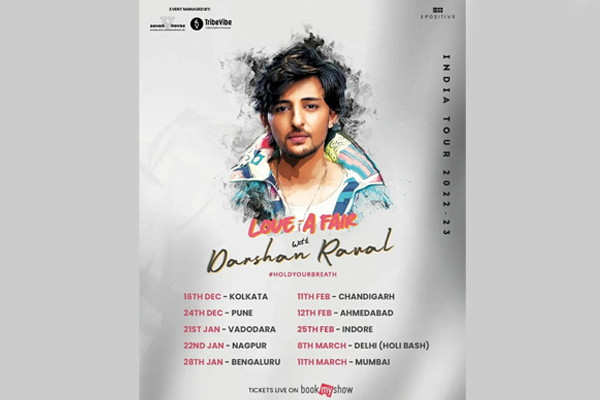 EVENT MANAGED BY:
TribeVibe
EPOSITIVE
INDIA TOUR 2022-23
LOVE-A FAIR
with
Darshan Raval
#HOLDYOURBREATH
16TH DEC - KOLKATA
24TH DEC - PUNE
21ST JAN - VADODARA
22ND JAN - NAGPUR
28TH JAN - BENGALURU
11TH FEB - CHANDIGARH
12TH FEB - AHMEDABAD
25TH FEB - INDORE
8TH MARCH - DELHI (HOLI BASH)
11TH MARCH - MUMBAI
TICKETS LIVE ON bookmyshow